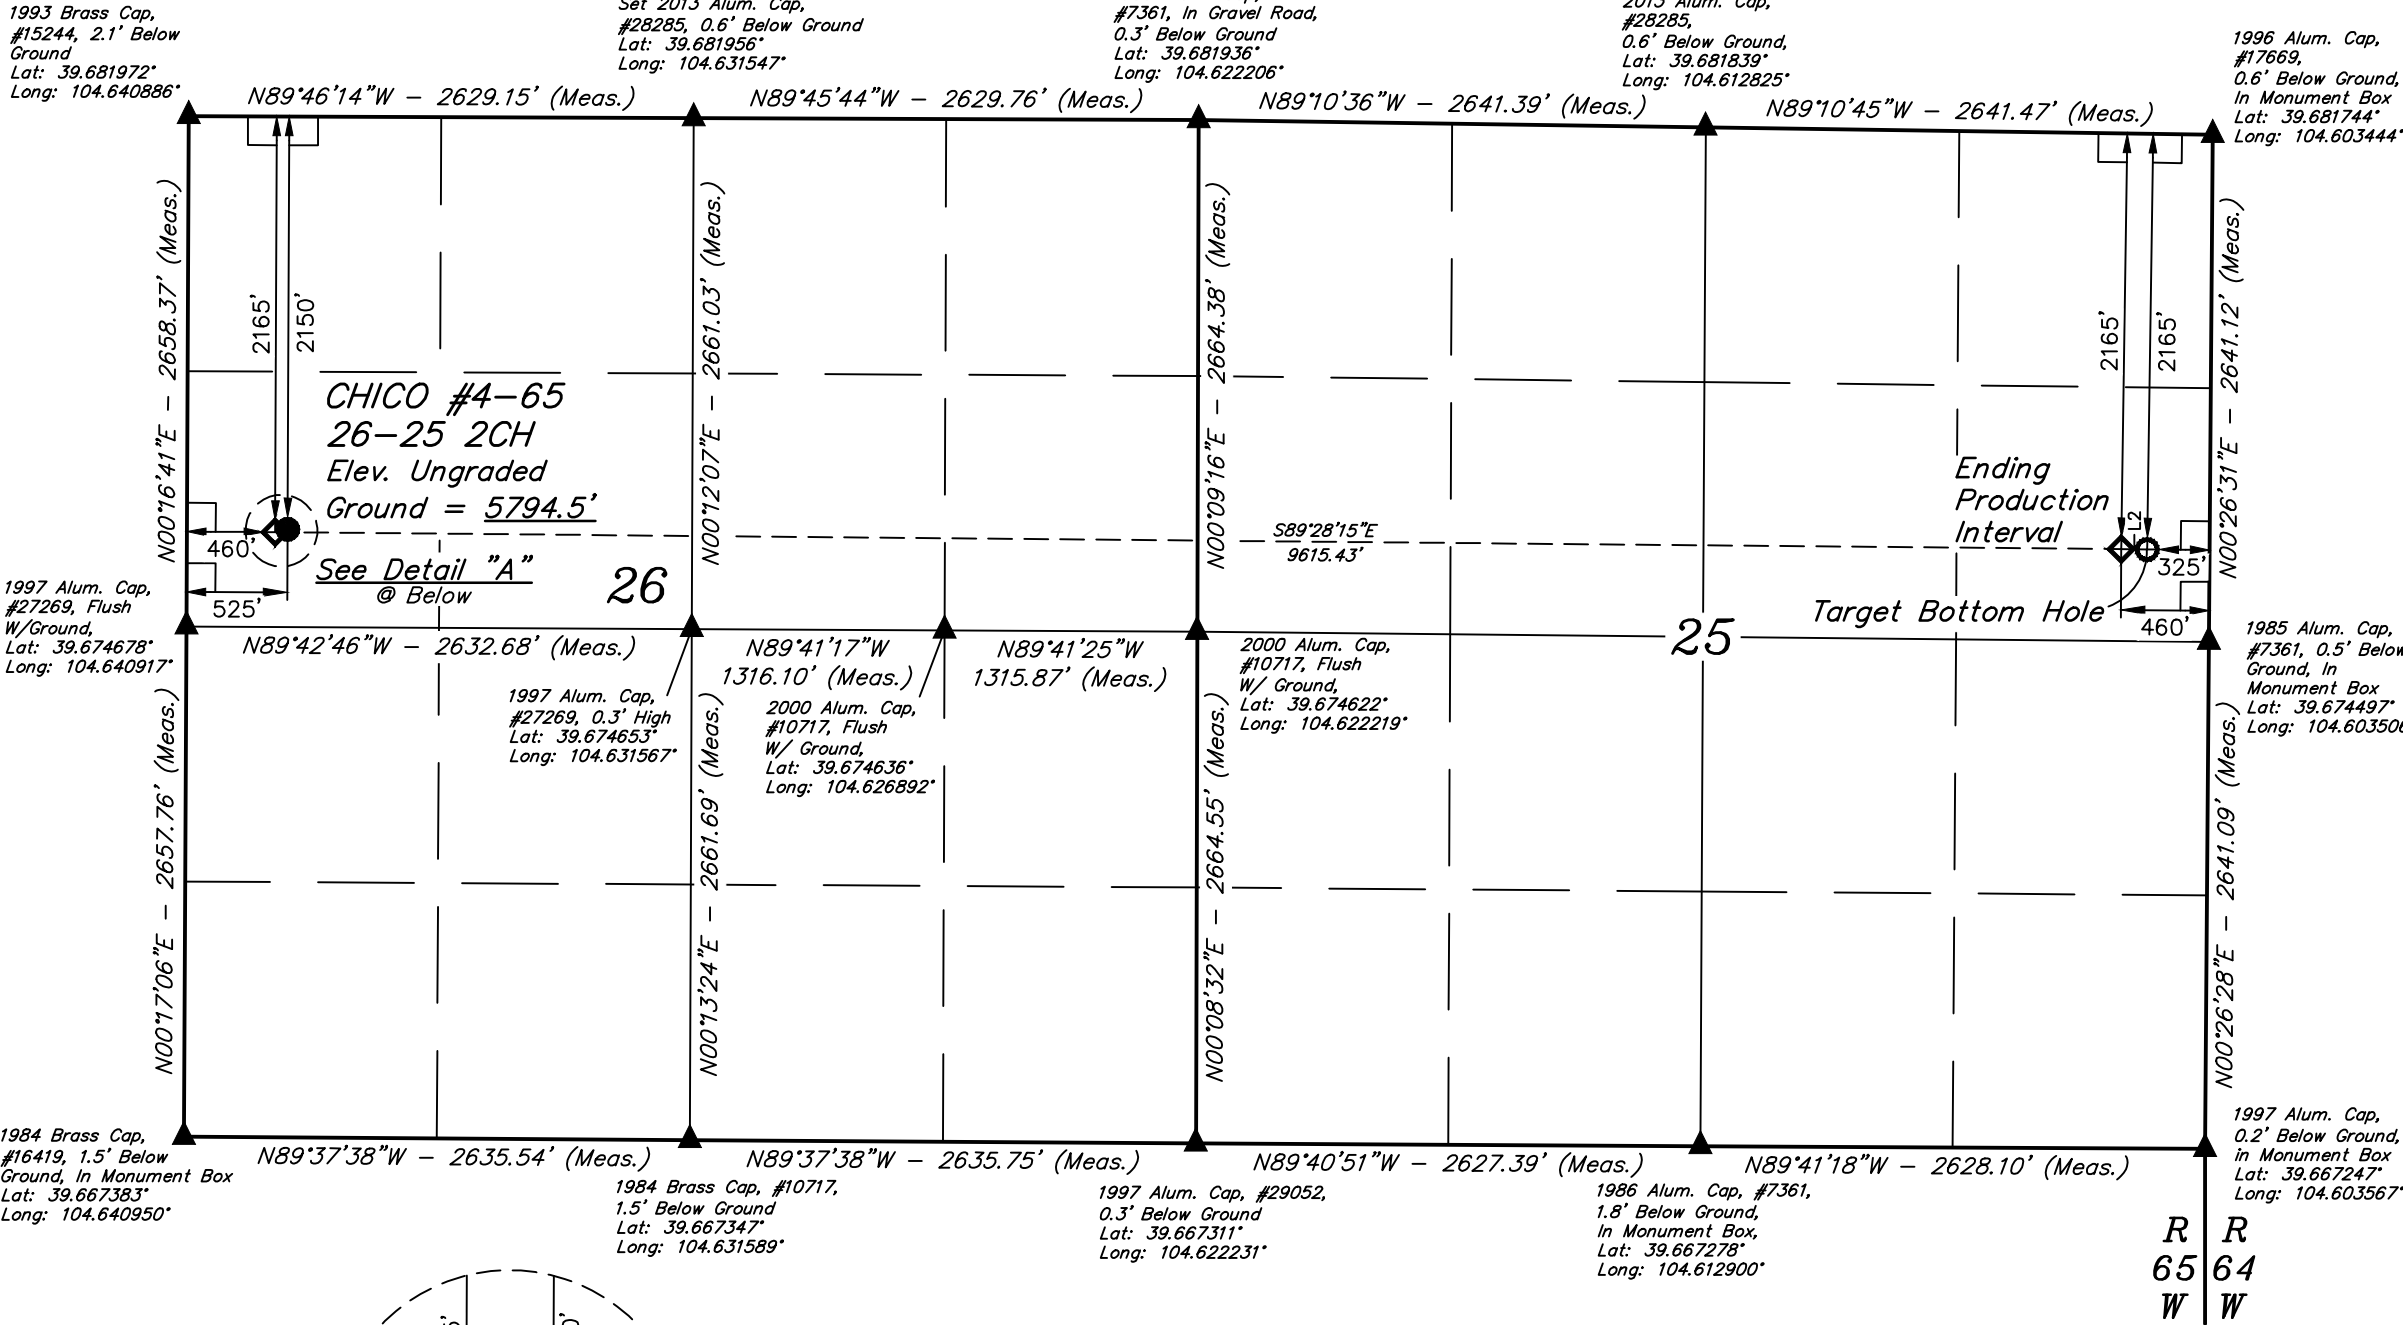 1993 Brass Cap,
#15244, 2.1' Below
Ground
Lat: 39.681972°
Long: 104.640886°
Set 2013 Alum. Cap,
#28285, 0.6' Below Ground
Lat: 39.681956°
Long: 104.631547°
#7361, In Gravel Road,
0.3' Below Ground
Lat: 39.681936°
Long: 104.622206°
2013 Alum. Cap,
#28285,
0.6' Below Ground,
Lat: 39.681839°
Long: 104.612825°
1996 Alum. Cap,
#17669,
0.6' Below Ground,
In Monument Box
Lat: 39.681744°
Long: 104.603444°
N89°46'14"W - 2629.15' (Meas.)
N89°45'44"W - 2629.76' (Meas.)
N89°10'36"W - 2641.39' (Meas.)
N89°10'45"W - 2641.47' (Meas.)
N00°16'41"E - 2658.37' (Meas.)
2165'
2150'
N00°12'07"E - 2661.03' (Meas.)
N00°09'16"E - 2664.38' (Meas.)
2165'
2165'
N00°26'31"E - 2641.12' (Meas.)
CHICO #4-65
26-25 2CH
Elev. Ungraded
Ground = 5794.5'
See Detail "A"
@ Below
460'
525'
26
S89°28'15"E
9615.43'
Ending
Production
Interval
L2
325'
Target Bottom Hole
460'
25
1997 Alum. Cap,
#27269, Flush
W/Ground,
Lat: 39.674678°
Long: 104.640917°
N89°42'46"W - 2632.68' (Meas.)
N89°41'17"W
1316.10' (Meas.)
N89°41'25"W
1315.87' (Meas.)
1997 Alum. Cap,
#27269, 0.3' High
Lat: 39.674653°
Long: 104.631567°
2000 Alum. Cap,
#10717, Flush
W/ Ground,
Lat: 39.674636°
Long: 104.626892°
2000 Alum. Cap,
#10717, Flush
W/ Ground,
Lat: 39.674622°
Long: 104.622219°
1985 Alum. Cap,
#7361, 0.5' Below
Ground, In
Monument Box
Lat: 39.674497°
Long: 104.603506
N00°17'06"E - 2657.76' (Meas.)
N00°13'24"E - 2661.69' (Meas.)
N00°08'32"E - 2664.55' (Meas.)
N00°26'28"E - 2641.09' (Meas.)
1984 Brass Cap,
#16419, 1.5' Below
Ground, In Monument Box
Lat: 39.667383°
Long: 104.640950°
N89°37'38"W - 2635.54' (Meas.)
N89°37'38"W - 2635.75' (Meas.)
N89°40'51"W - 2627.39' (Meas.)
N89°41'18"W - 2628.10' (Meas.)
1984 Brass Cap, #10717,
1.5' Below Ground
Lat: 39.667347°
Long: 104.631589°
1997 Alum. Cap, #29052,
0.3' Below Ground
Lat: 39.667311°
Long: 104.622231°
1986 Alum. Cap, #7361,
1.8' Below Ground,
In Monument Box,
Lat: 39.667278°
Long: 104.612900°
1997 Alum. Cap,
0.2' Below Ground,
in Monument Box
Lat: 39.667247°
Long: 104.603567°
R R
65 64
W W